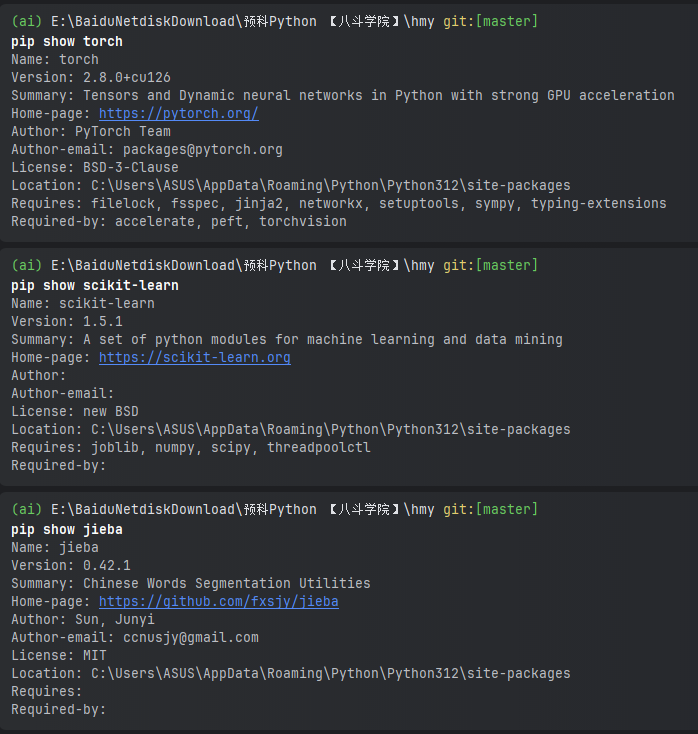 (ai) E:\BaiduNetdiskDownload\预科Python 【八斗学院】\hmy git:[master]
pip show torch
Name: torch
Version: 2.8.0+cu126
Summary: Tensors and Dynamic neural networks in Python with strong GPU acceleration
Home-page: https://pytorch.org/
Author: PyTorch Team
Author-email: packages@pytorch.org
License: BSD-3-Clause
Location: C:\Users\ASUS\AppData\Roaming\Python\Python312\site-packages
Requires: filelock, fsspec, jinja2, networkx, setuptools, sympy, typing-extensions
Required-by: accelerate, peft, torchvision
(ai) E:\BaiduNetdiskDownload\预科Python 【八斗学院】\hmy git:[master]
pip show scikit-learn
Name: scikit-learn
Version: 1.5.1
Summary: A set of python modules for machine learning and data mining
Home-page: https://scikit-learn.org
Author:
Author-email:
License: new BSD
Location: C:\Users\ASUS\AppData\Roaming\Python\Python312\site-packages
Requires: joblib, numpy, scipy, threadpoolctl
Required-by:
(ai) E:\BaiduNetdiskDownload\预科Python 【八斗学院】\hmy git:[master]
pip show jieba
Name: jieba
Version: 0.42.1
Summary: Chinese Words Segmentation Utilities
Home-page: https://github.com/fxsjy/jieba
Author: Sun, Junyi
Author-email: ccnusjy@gmail.com
License: MIT
Location: C:\Users\ASUS\AppData\Roaming\Python\Python312\site-packages
Requires:
Required-by: